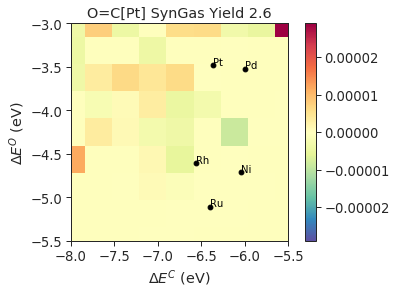 O=C[Pt] SynGas Yield 2.6
−3.0
−3.5
−4.0
−4.5
−5.0
−5.5
ΔE^O (eV)
Pt
Pd
Rh
Ni
Ru
−8.0 −7.5 −7.0 −6.5 −6.0 −5.5
ΔE^C (eV)
0.00002
0.00001
0.00000
−0.00001
−0.00002